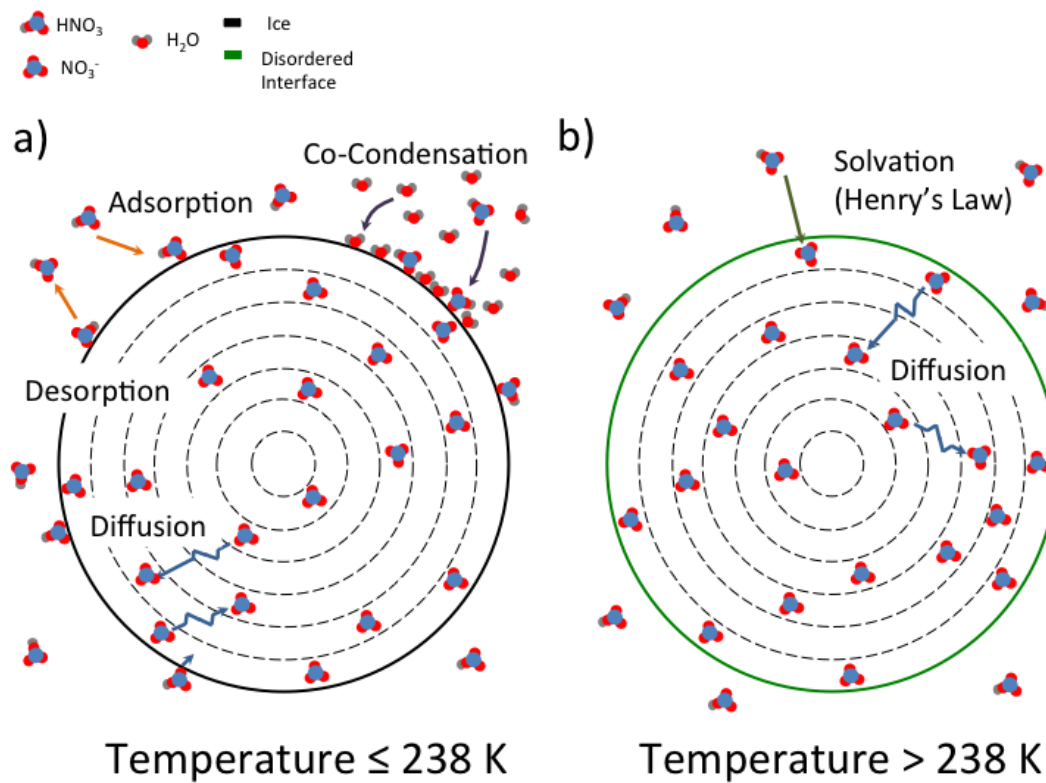 HNO₃
H₂O
Ice
NO₃⁻
Disordered
Interface
a)
Co-Condensation
Adsorption
Desorption
Diffusion
Temperature ≤ 238 K
b)
Solvation
(Henry's Law)
Diffusion
Temperature > 238 K